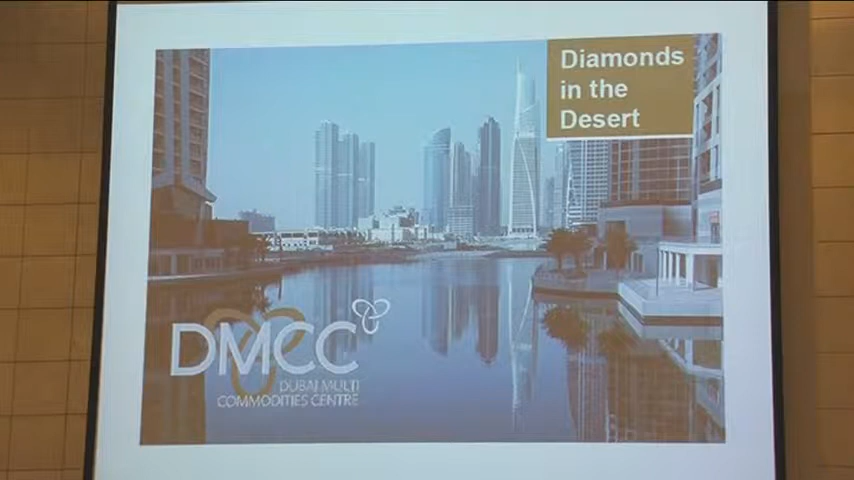 Diamonds
in the
Desert
DMCC
DUBAI MULTI
COMMODITIES CENTRE